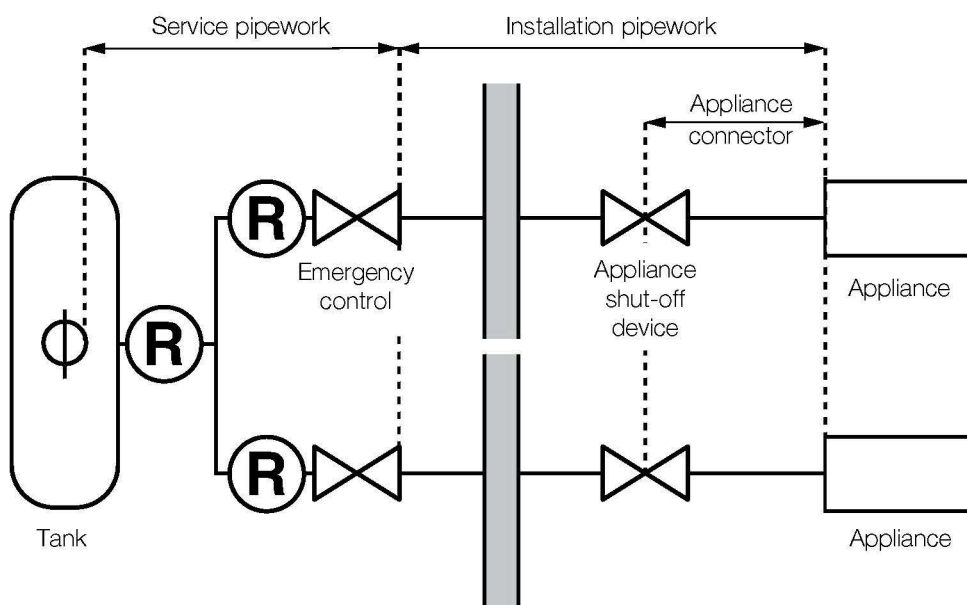 Service pipework
Installation pipework
Appliance
connector
R
Emergency
control
Appliance
shut-off
device
Appliance
R
R
Tank
Appliance